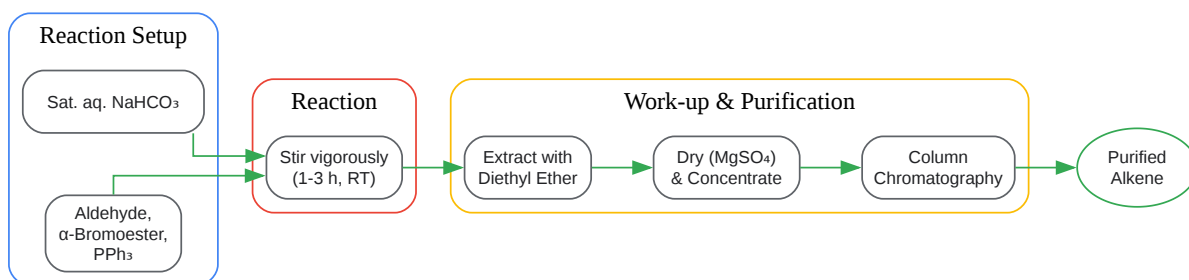 Reaction Setup
Sat. aq. NaHCO₃
Aldehyde,
α-Bromoester,
PPh₃
Reaction
Stir vigorously
(1-3 h, RT)
Work-up & Purification
Extract with
Diethyl Ether
Dry (MgSO₄)
& Concentrate
Column
Chromatography
Purified
Alkene